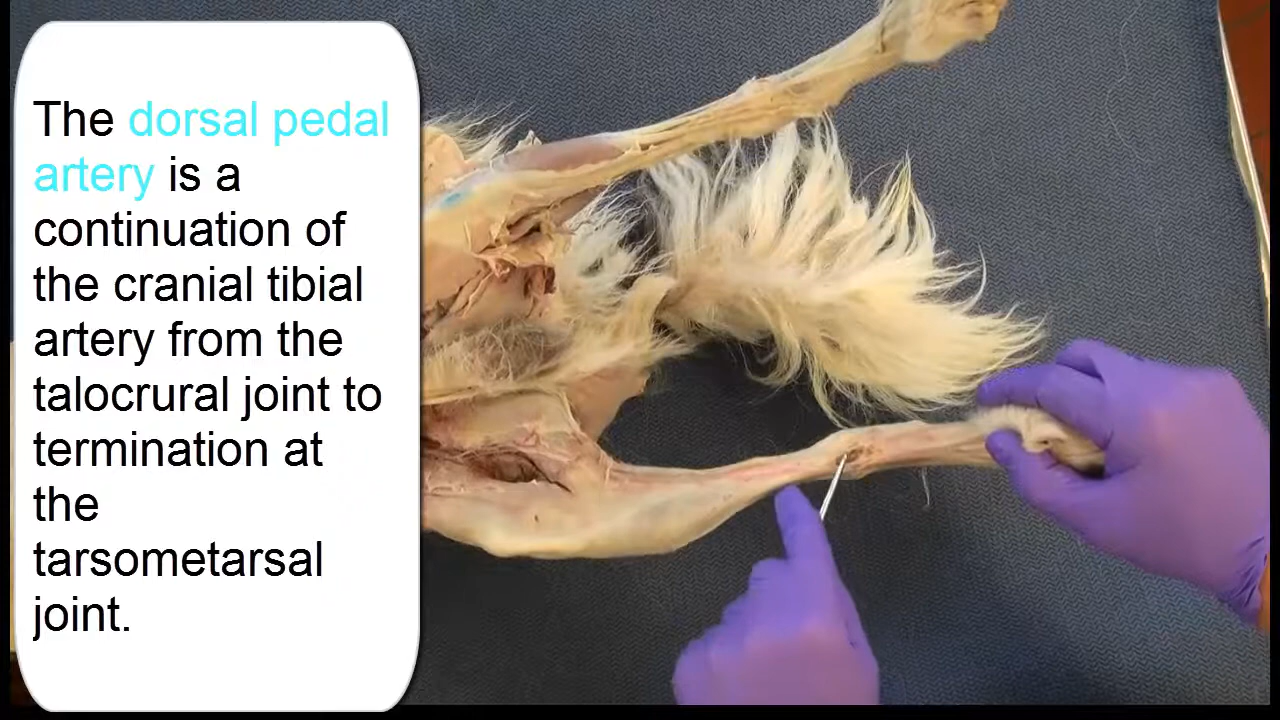 The dorsal pedal
artery is a
continuation of
the cranial tibial
artery from the
talocrural joint to
termination at
the
tarsometatarsal
joint.